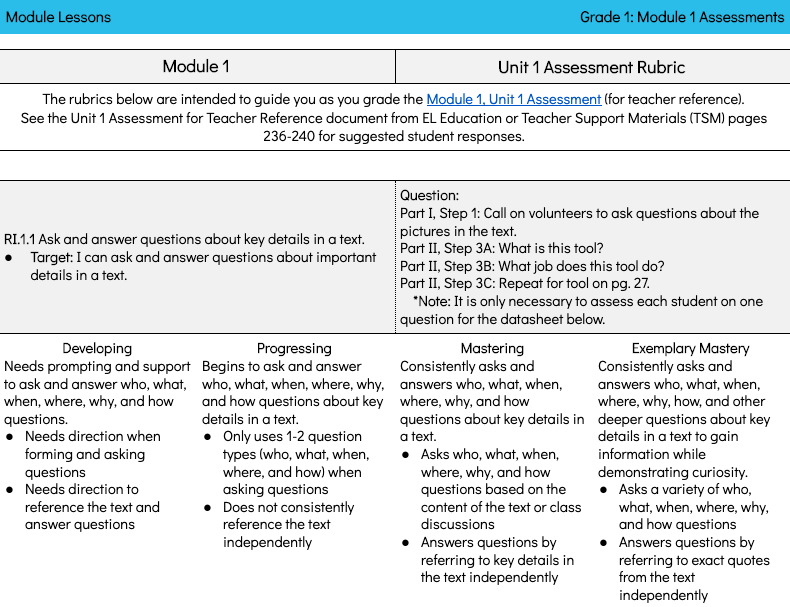 Module Lessons
Grade 1: Module 1 Assessments
Module 1
Unit 1 Assessment Rubric
The rubrics below are intended to guide you as you grade the Module 1, Unit 1 Assessment (for teacher reference).
See the Unit 1 Assessment for Teacher Reference document from EL Education or Teacher Support Materials (TSM) pages
236-240 for suggested student responses.
RI.1.1 Ask and answer questions about key details in a text.
● Target: I can ask and answer questions about important
details in a text.
Question:
Part I, Step 1: Call on volunteers to ask questions about the
pictures in the text.
Part II, Step 3A: What is this tool?
Part II, Step 3B: What job does this tool do?
Part II, Step 3C: Repeat for tool on pg. 27.
*Note: It is only necessary to assess each student on one
question for the datasheet below.
Developing
Needs prompting and support
to ask and answer who, what,
when, where, why, and how
questions.
● Needs direction when
forming and asking
questions
● Needs direction to
reference the text and
answer questions
Progressing
Begins to ask and answer
who, what, when, where, why,
and how questions about key
details in a text.
● Only uses 1-2 question
types (who, what, when,
where, and how) when
asking questions
● Does not consistently
reference the text
independently
Mastering
Consistently asks and
answers who, what, when,
where, why, and how
questions about key details in
a text.
● Asks who, what, when,
where, why, and how
questions based on the
content of the text or class
discussions
● Answers questions by
referring to key details in
the text independently
Exemplary Mastery
Consistently asks and
answers who, what, when,
where, why, how, and other
deeper questions about key
details in a text to gain
information while
demonstrating curiosity.
● Asks a variety of who,
what, when, where, why,
and how questions
● Answers questions by
referring to exact quotes
from the text
independently